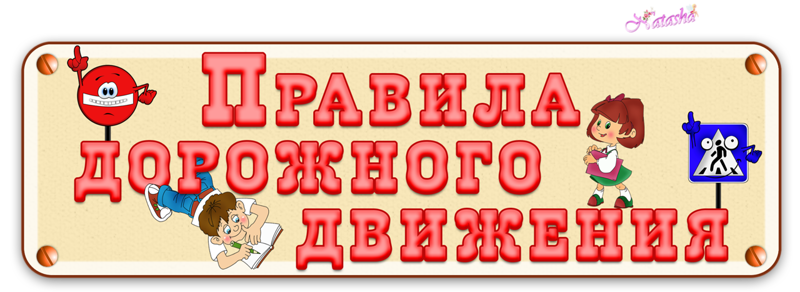 Natasha
Правила
дорожного
движения